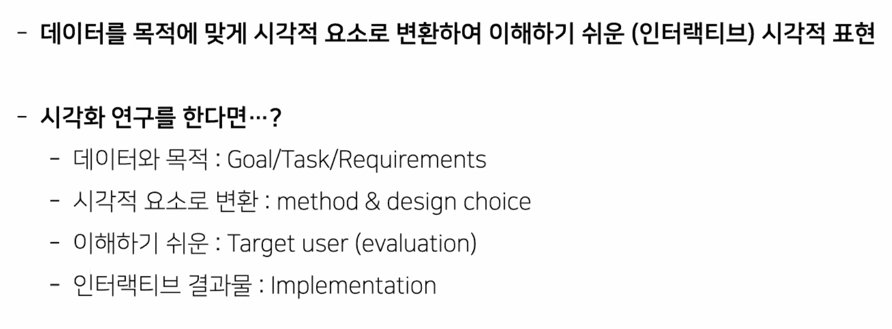 - 데이터를 목적에 맞게 시각적 요소로 변환하여 이해하기 쉬운 (인터랙티브) 시각적 표현
- 시각화 연구를 한다면…?
- 데이터와 목적 : Goal/Task/Requirements
- 시각적 요소로 변환 : method & design choice
- 이해하기 쉬운 : Target user (evaluation)
- 인터랙티브 결과물 : Implementation